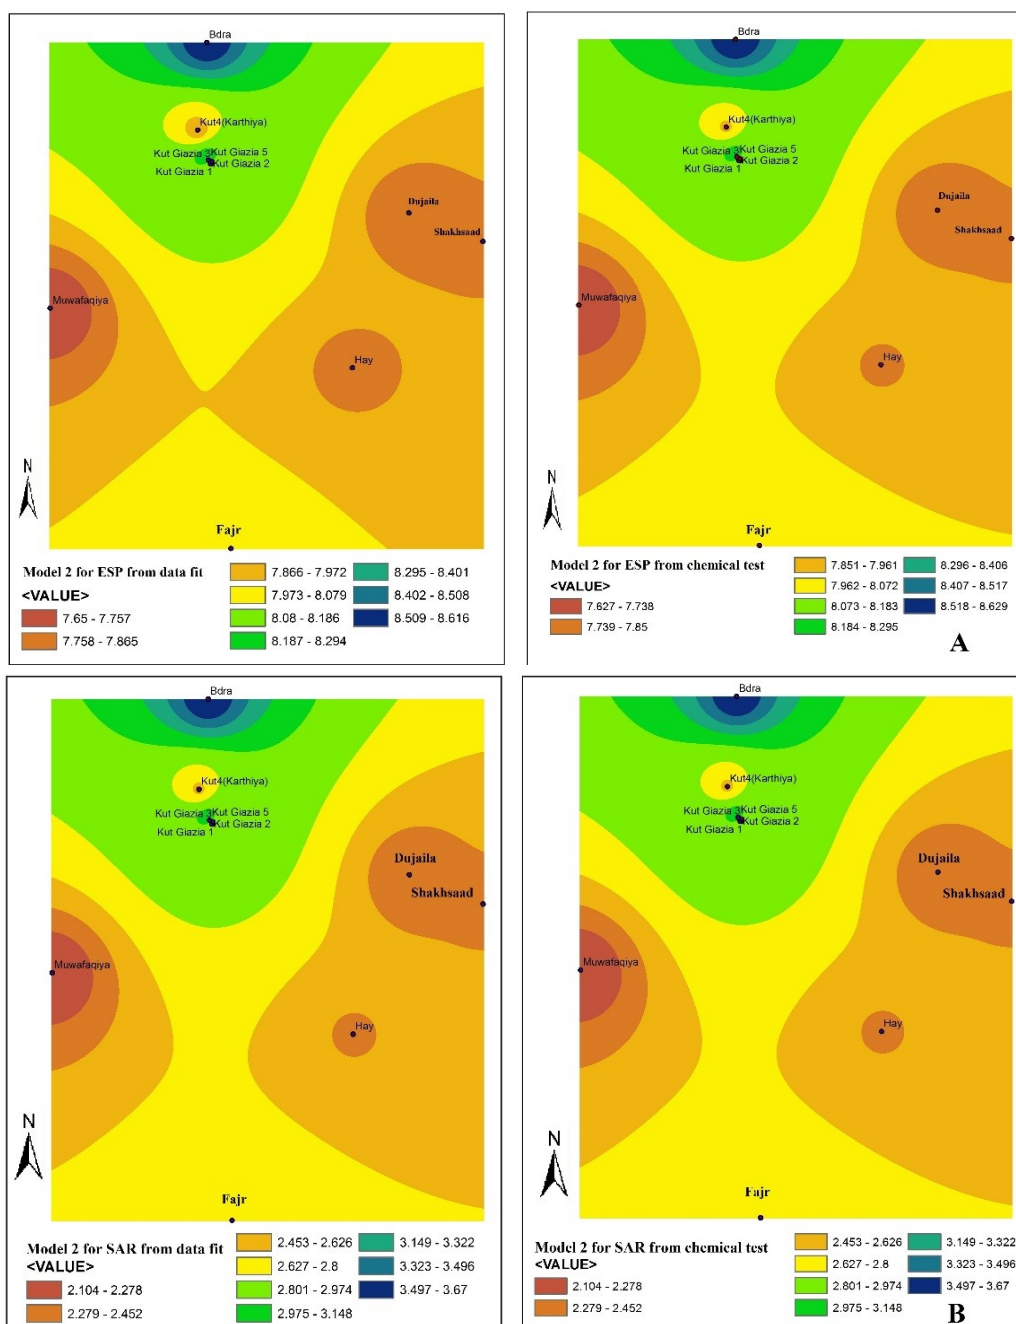 Bdra
Kut4(Karthiya)
Kut Giazia 3 Kut Giazia 5
Kut Giazia 2
Kut Giazia 1
Dujaila
Shakhsaad
Muwafaqiya
Hay
N
Fajr
Model 2 for ESP from data fit
<VALUE>
7.65 - 7.757
7.758 - 7.865
7.866 - 7.972
7.973 - 8.079
8.08 - 8.186
8.187 - 8.294
8.295 - 8.401
8.402 - 8.508
8.509 - 8.616
Bdra
Kut4(Karthiya)
Kut Giazia 3 Kut Giazia 5
Kut Giazia 2
Kut Giazia 1
Dujaila
Shakhsaad
Muwafaqiya
Hay
N
Fajr
Model 2 for ESP from chemical test
<VALUE>
7.627 - 7.738
7.739 - 7.85
7.851 - 7.961
7.962 - 8.072
8.073 - 8.183
8.184 - 8.295
8.296 - 8.406
8.407 - 8.517
8.518 - 8.629
A
Bdra
Kut4(Karthiya)
Kut Giazia 3 Kut Giazia 5
Kut Giazia 2
Kut Giazia 1
Dujaila
Shakhsaad
Muwafaqiya
Hay
N
Fajr
Model 2 for SAR from data fit
<VALUE>
2.104 - 2.278
2.279 - 2.452
2.453 - 2.626
2.627 - 2.8
2.801 - 2.974
2.975 - 3.148
3.149 - 3.322
3.323 - 3.496
3.497 - 3.67
Bdra
Kut4(Karthiya)
Kut Giazia 3 Kut Giazia 5
Kut Giazia 2
Kut Giazia 1
Dujaila
Shakhsaad
Muwafaqiya
Hay
N
Fajr
Model 2 for SAR from chemical test
<VALUE>
2.104 - 2.278
2.279 - 2.452
2.453 - 2.626
2.627 - 2.8
2.801 - 2.974
2.975 - 3.148
3.149 - 3.322
3.323 - 3.496
3.497 - 3.67
B